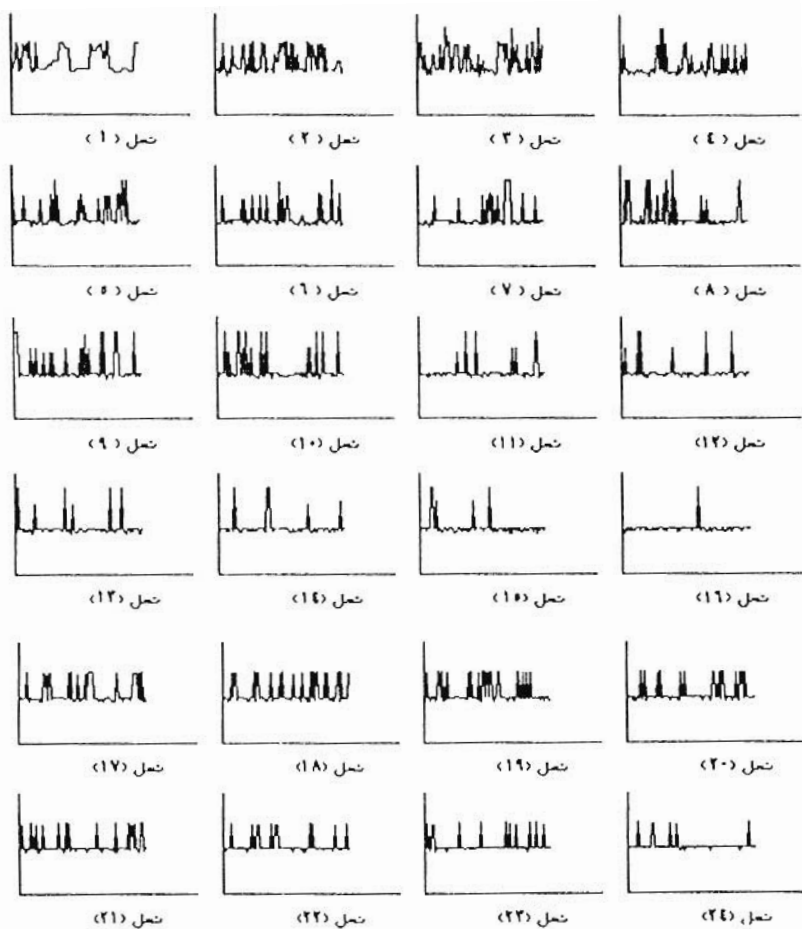 شكل ( ١ )
شكل ( ٢ )
شكل ( ٣ )
شكل ( ٤ )
شكل ( ٥ )
شكل ( ٦ )
شكل ( ٧ )
شكل ( ٨ )
شكل ( ٩ )
شكل (١٠)
شكل (١١)
شكل (١٢)
شكل (١٣)
شكل (١٤)
شكل (١٥)
شكل (١٦)
شكل (١٧)
شكل (١٨)
شكل (١٩)
شكل (٢٠)
شكل (٢١)
شكل (٢٢)
شكل (٢٣)
شكل (٢٤)